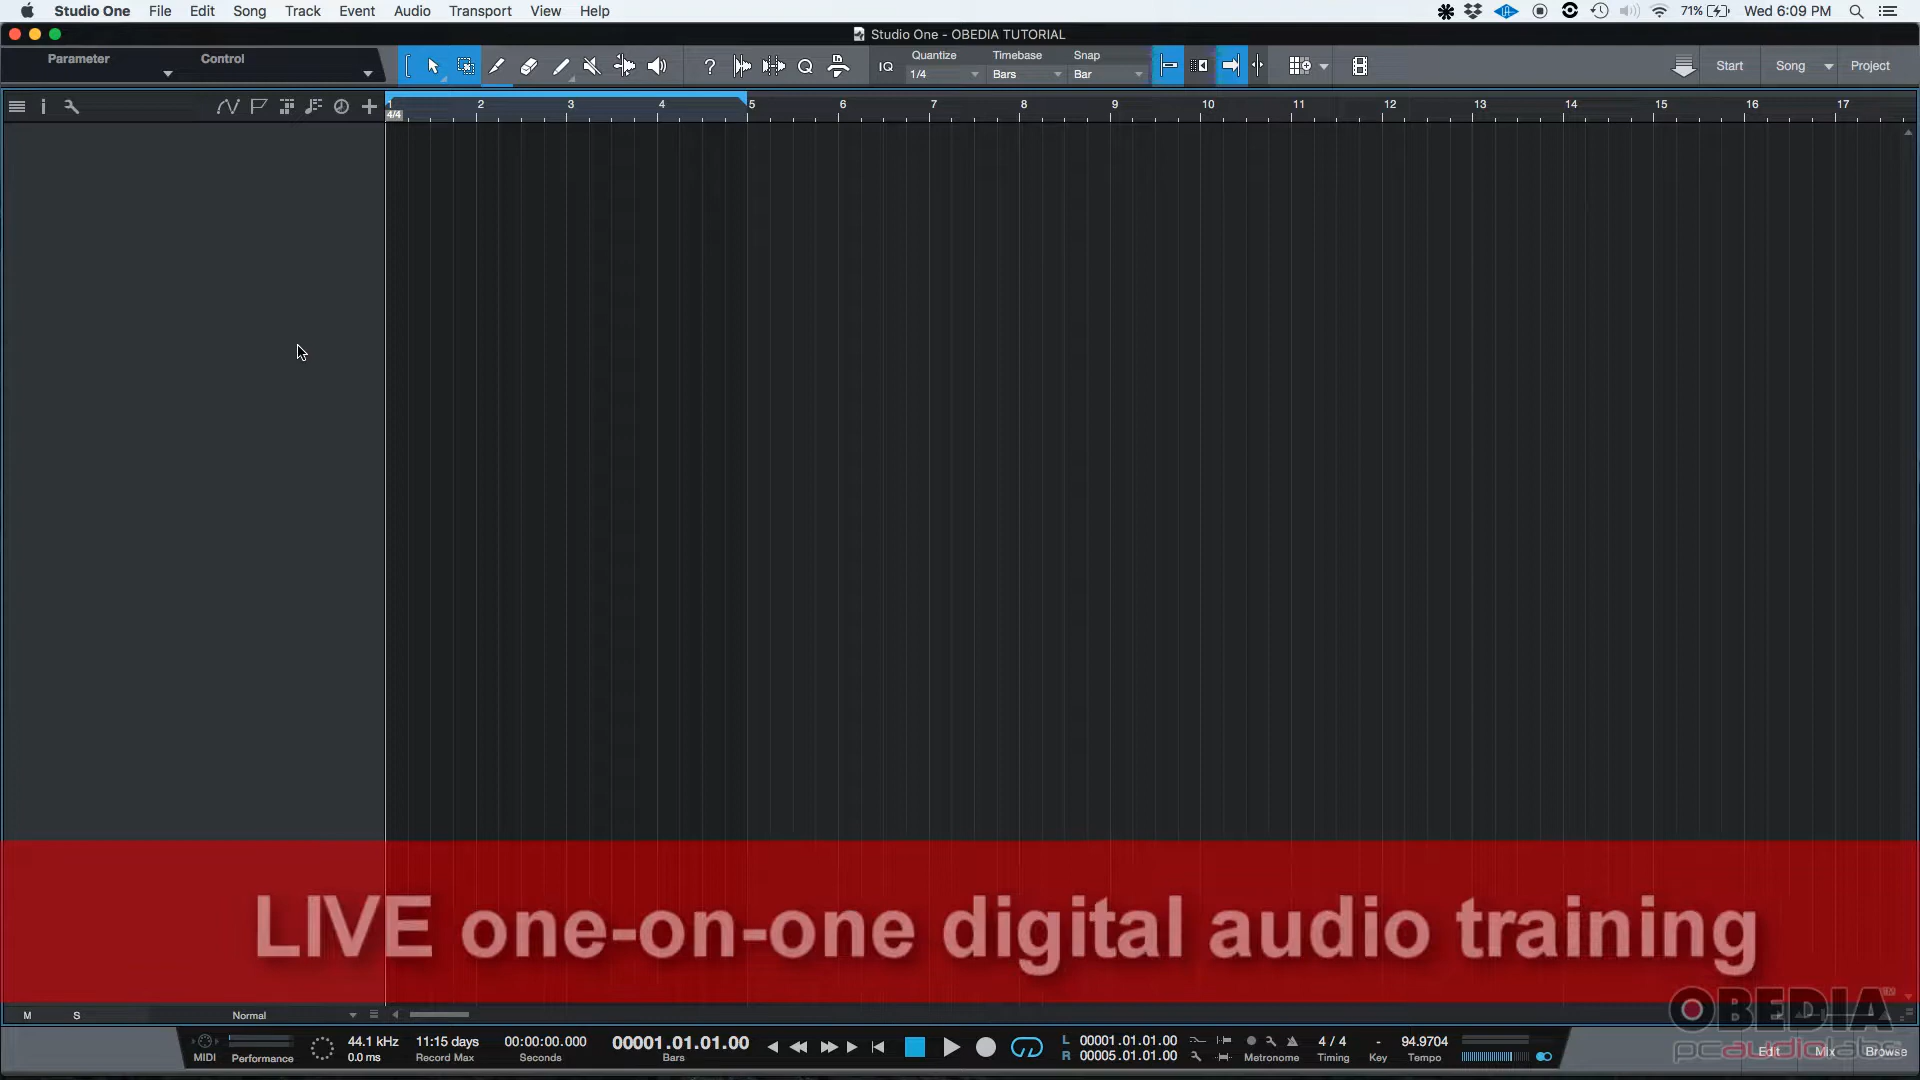 Studio One File Edit Song Track Event Audio Transport View Help 71% Wed 6:09 PM
Studio One - OBEDIA TUTORIAL
Parameter Control
IQ Quantize 1/4 Timebase Bars Snap Bar
Start Song Project
1 2 3 4 5 6 7 8 9 10 11 12 13 14 15 16 17
4/4
LIVE one-on-one digital audio training
OBEDIA
pcaudiolabs
M S Normal
MIDI Performance
44.1 kHz
0.0 ms
11:15 days
Record Max
00:00:00.000
Seconds
00001.01.01.00
Bars
L 00001.01.01.00
R 00005.01.01.00
Metronome
4 / 4
Timing
-
Key
94.9704
Tempo
Edit Mix Browse